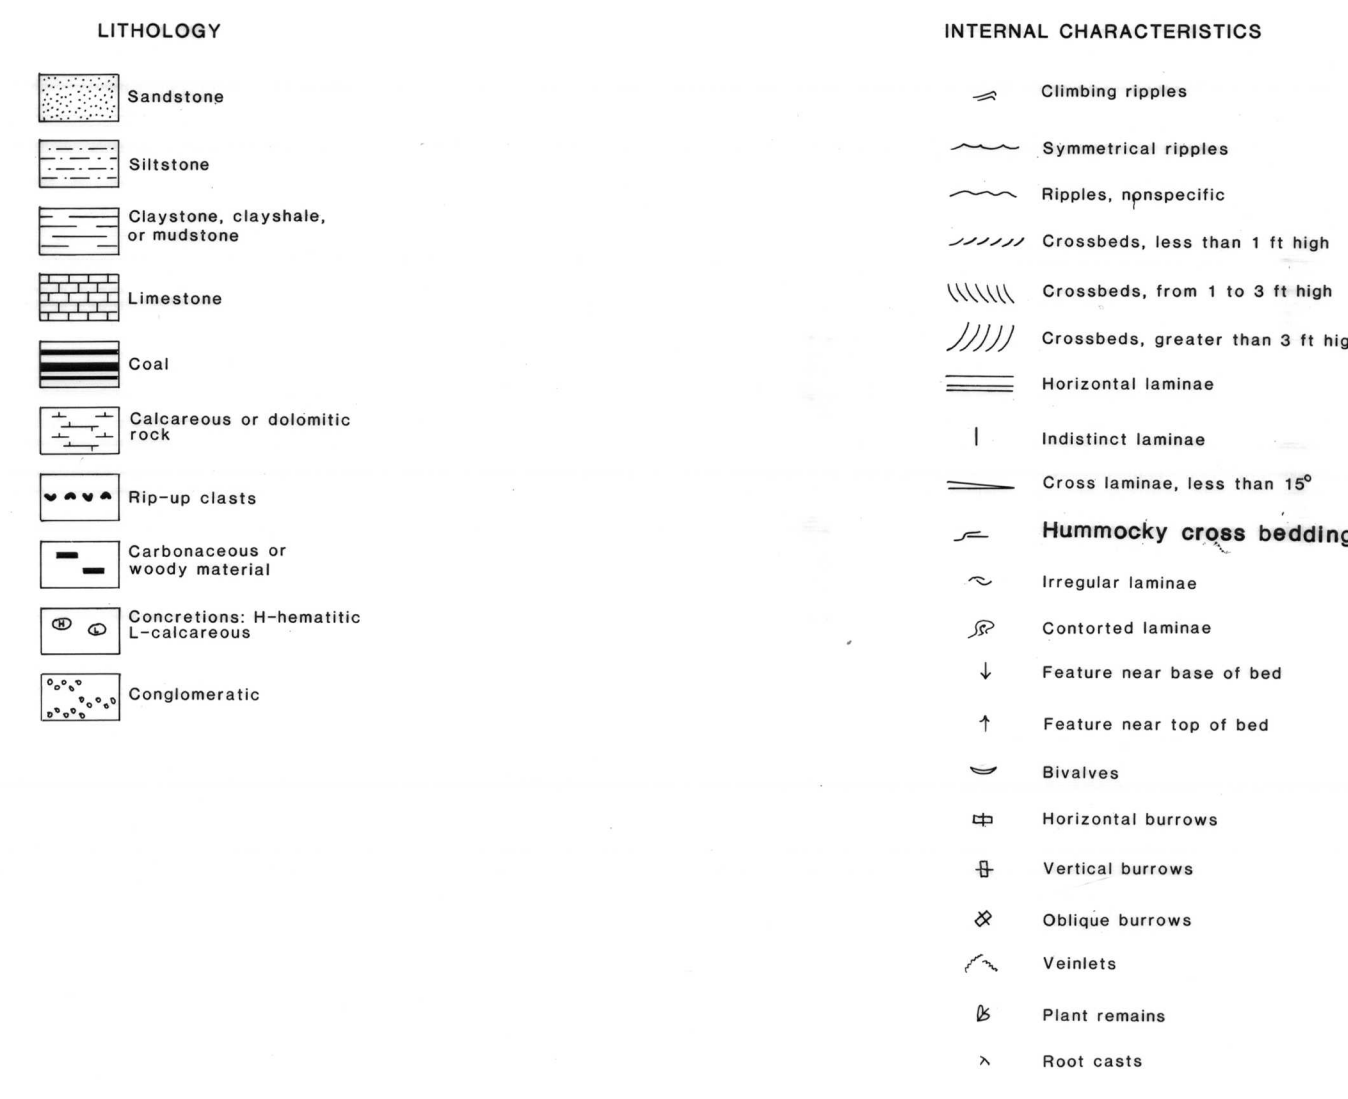 LITHOLOGY
Sandstone
Siltstone
Claystone, clayshale,
or mudstone
Limestone
Coal
Calcareous or dolomitic
rock
Rip-up clasts
Carbonaceous or
woody material
H
L
Concretions: H-hematitic
L-calcareous
Conglomeratic
INTERNAL CHARACTERISTICS
Climbing ripples
Symmetrical ripples
Ripples, nonspecific
Crossbeds, less than 1 ft high
Crossbeds, from 1 to 3 ft high
Crossbeds, greater than 3 ft hig
Horizontal laminae
Indistinct laminae
Cross laminae, less than 15°
Hummocky cross bedding
Irregular laminae
Contorted laminae
Feature near base of bed
Feature near top of bed
Bivalves
Horizontal burrows
Vertical burrows
Oblique burrows
Veinlets
Plant remains
Root casts